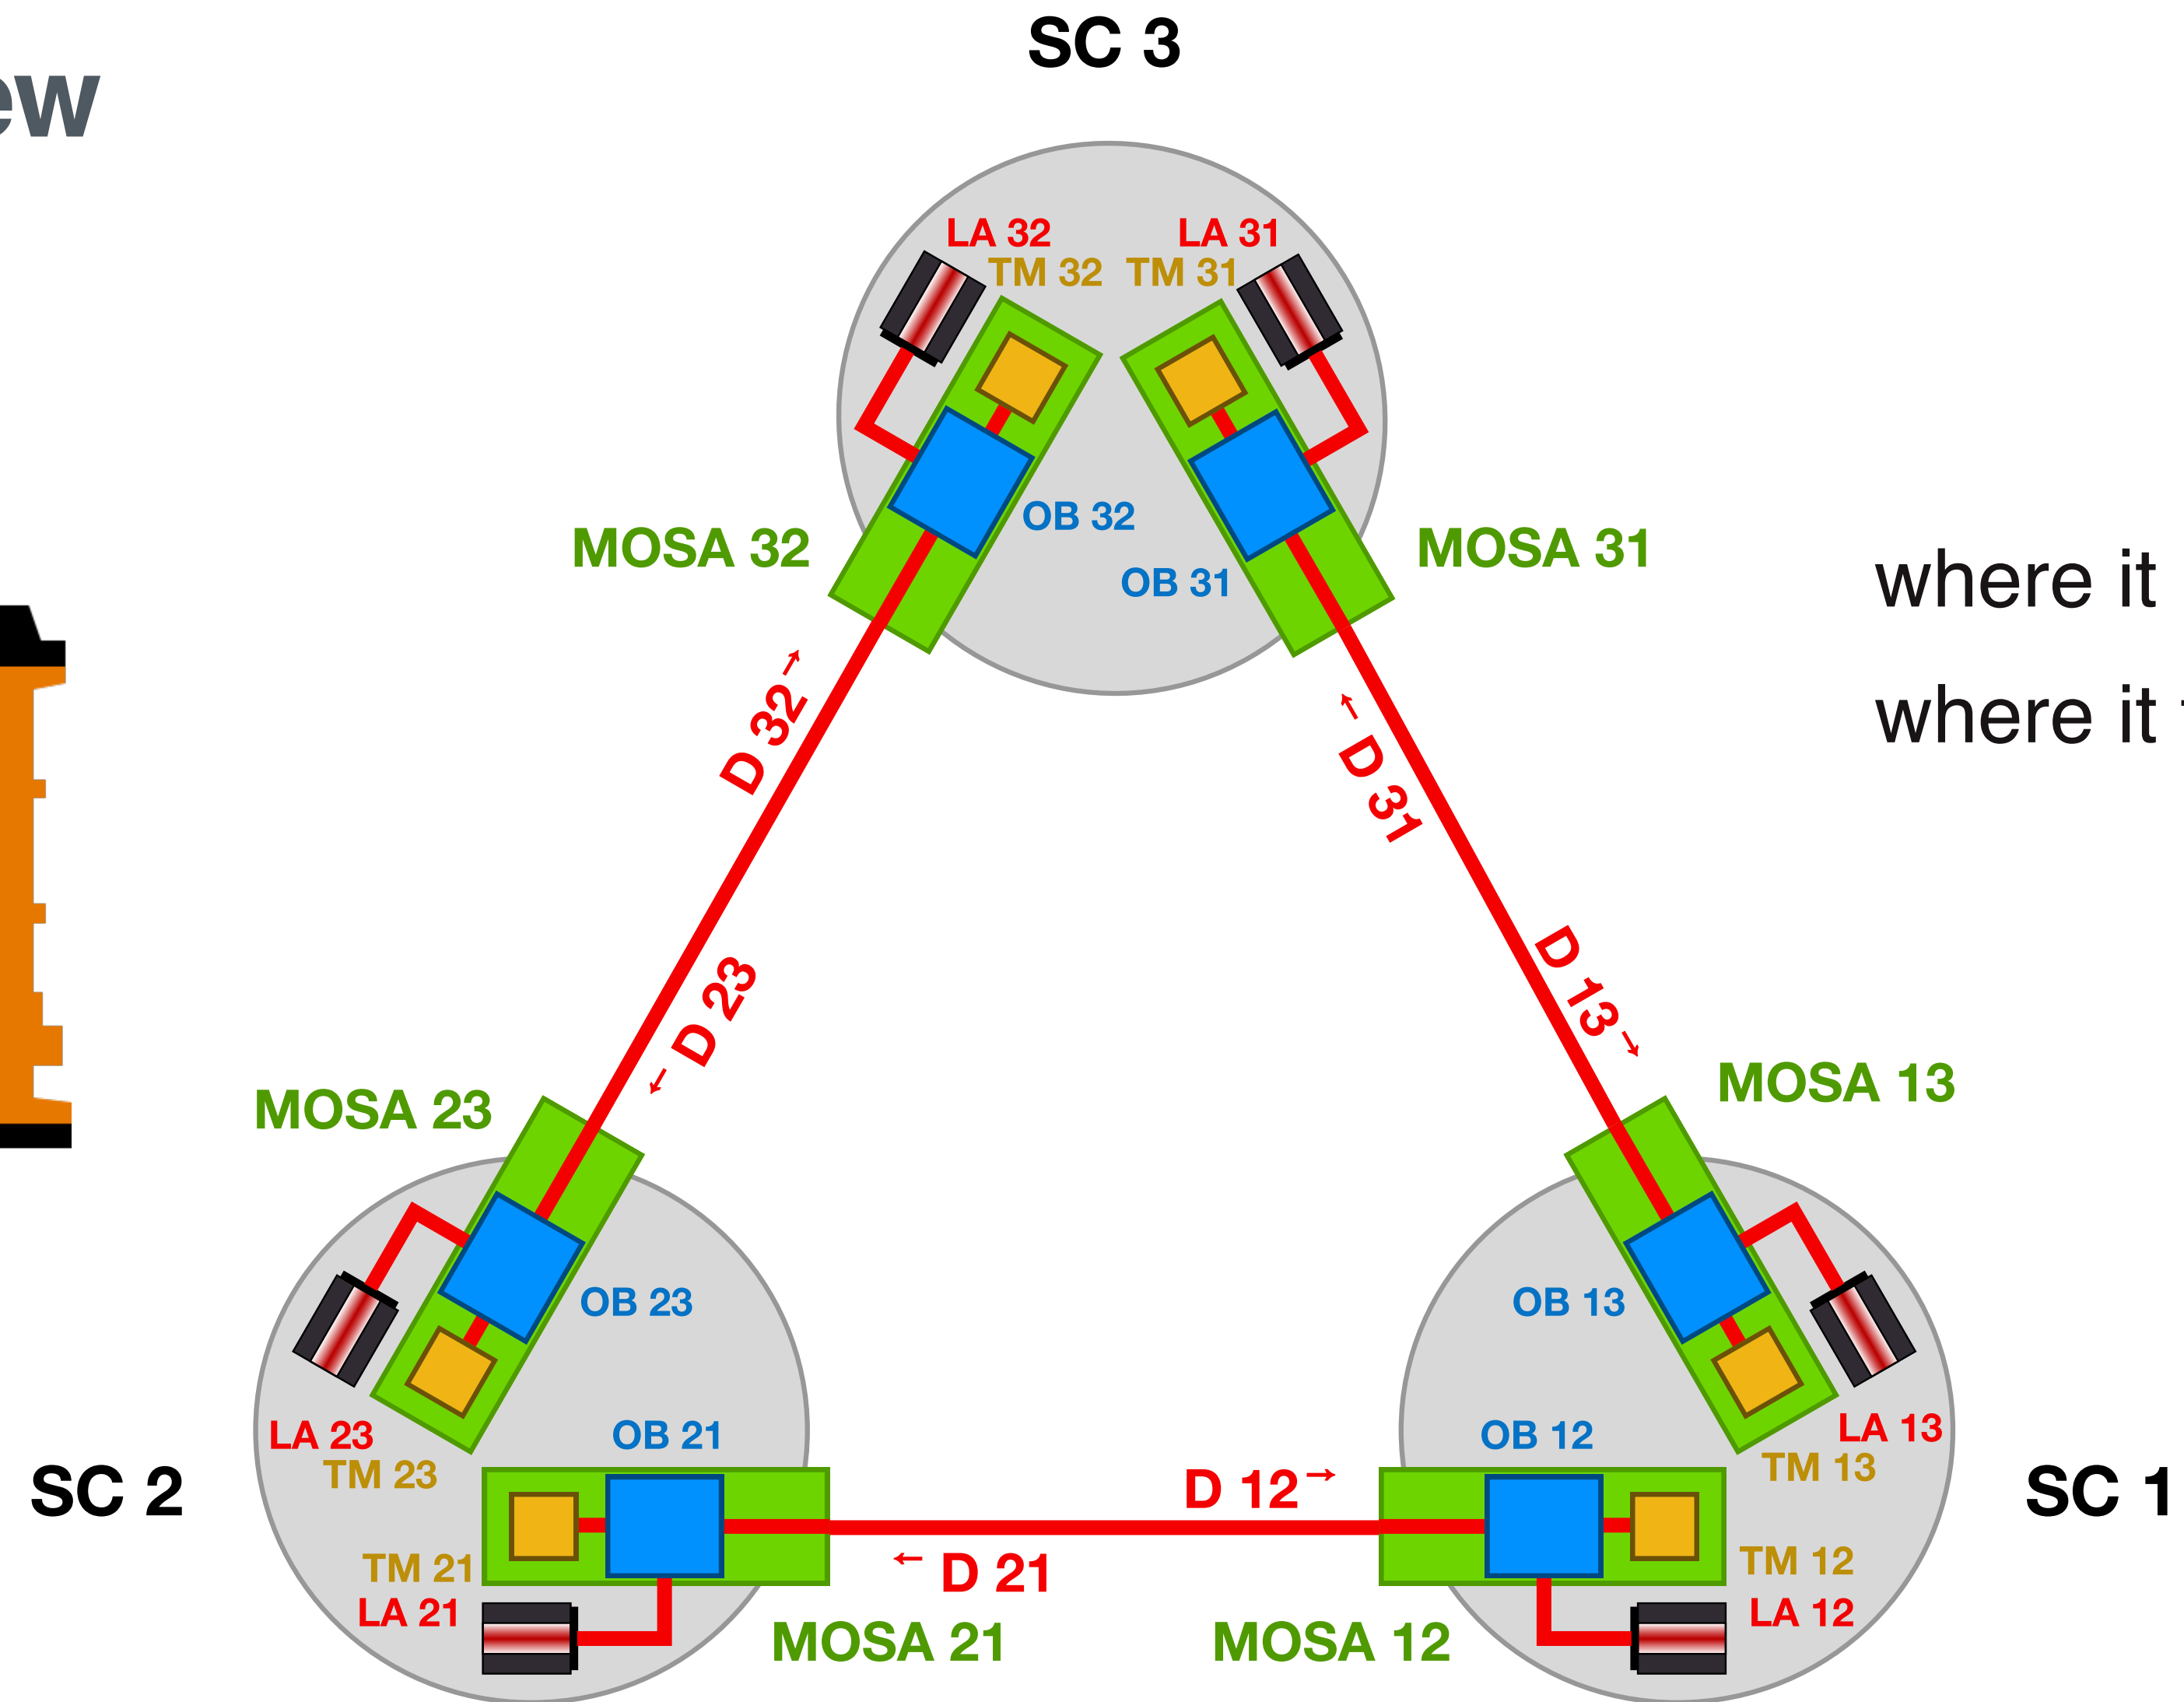 SC 3
LA 32
LA 31
TM 32
TM 31
OB 32
MOSA 32
MOSA 31
OB 31
where it
where it
D 32→
← D 31
← D 23
D 13→
MOSA 23
MOSA 13
OB 23
OB 13
LA 23
OB 21
OB 12
LA 13
TM 23
TM 13
SC 2
D 12→
SC 1
TM 21
← D 21
TM 12
LA 21
LA 12
MOSA 21
MOSA 12